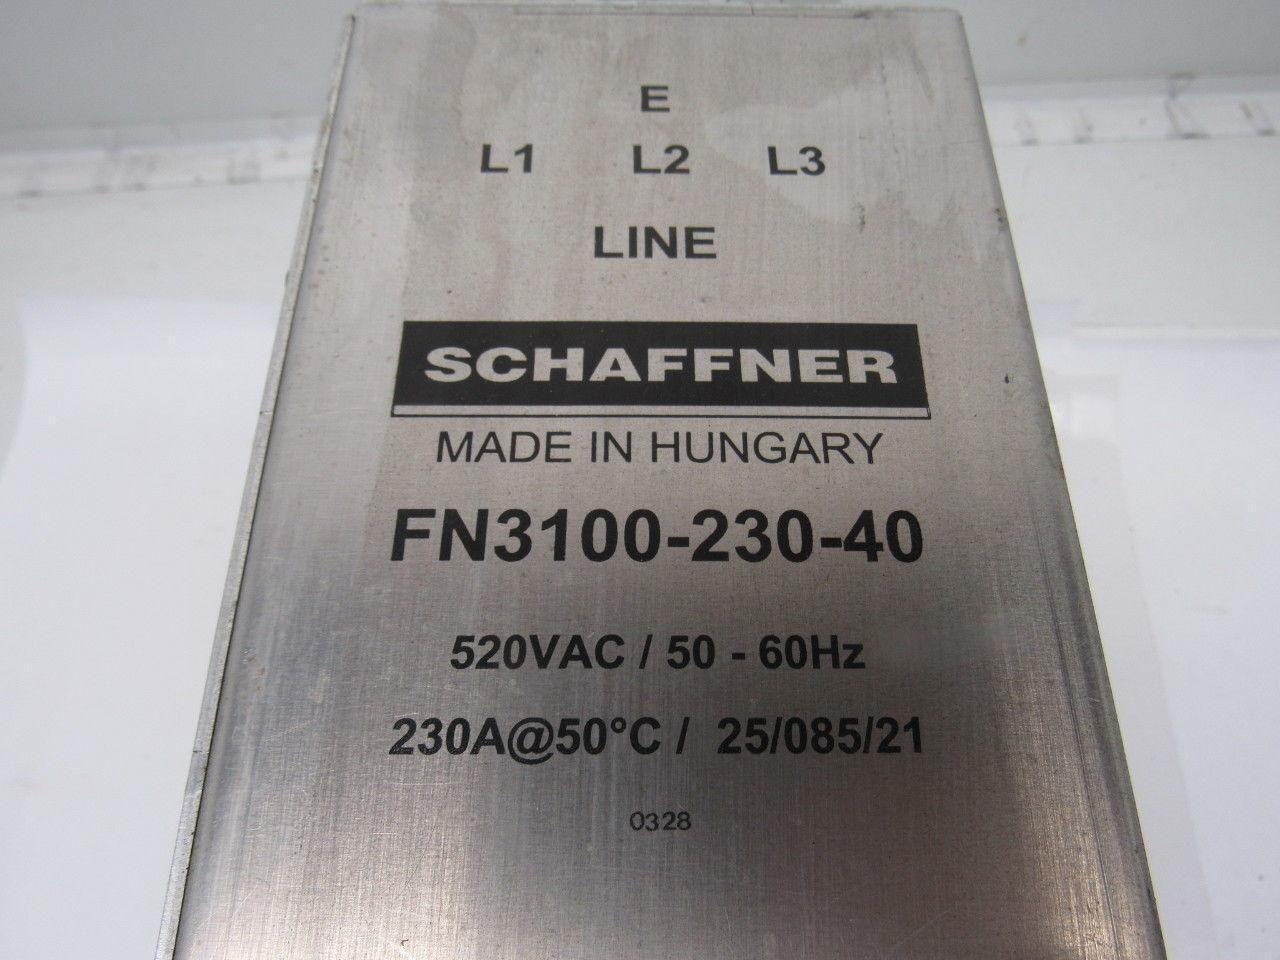 E
L1 L2 L3
LINE
SCHAFFNER
MADE IN HUNGARY
FN3100-230-40
520VAC / 50 - 60Hz
230A@50°C / 25/085/21
0328